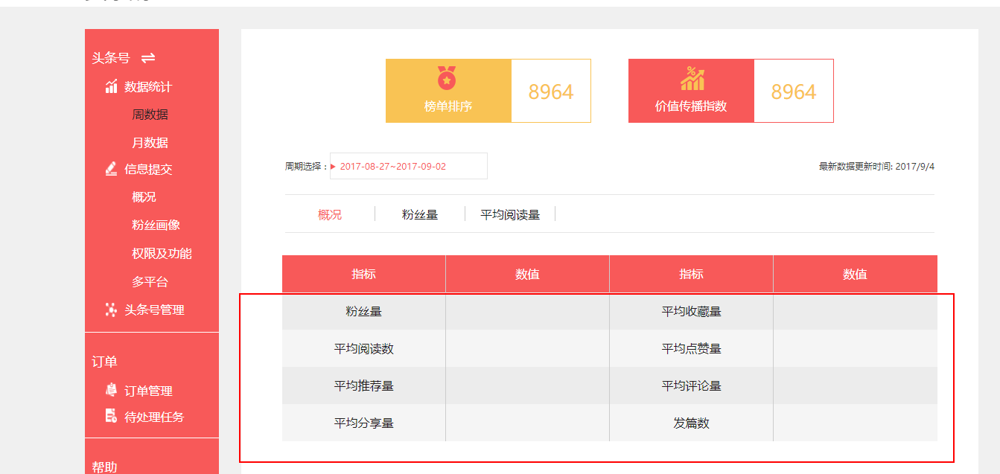 头条号
数据统计
周数据
月数据
信息提交
概况
粉丝画像
权限及功能
多平台
头条号管理
订单
订单管理
待处理任务
帮助
榜单排序
8964
价值传播指数
8964
周期选择： 2017-08-27~2017-09-02
最新数据更新时间: 2017/9/4
概况 粉丝量 平均阅读量
指标 数值 指标 数值
粉丝量 平均收藏量
平均阅读数 平均点赞量
平均推荐量 平均评论量
平均分享量 发篇数